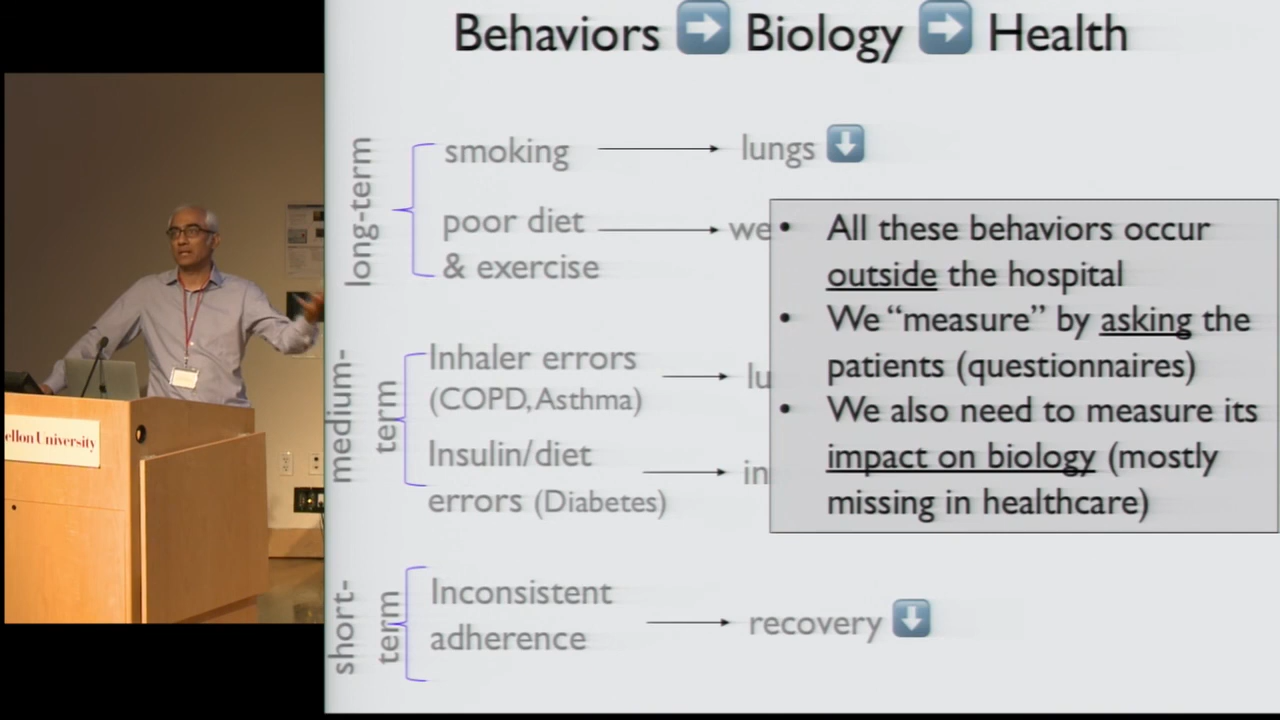 Behaviors ➡ Biology ➡ Health
long-term
smoking
lungs ⬇
poor diet
& exercise
we
medium-
term
Inhaler errors
(COPD, Asthma)
lu
Insulin/diet
errors (Diabetes)
in
short-
term
Inconsistent
adherence
recovery ⬇
• All these behaviors occur
outside the hospital
• We “measure” by asking the
patients (questionnaires)
• We also need to measure its
impact on biology (mostly
missing in healthcare)
ellon University